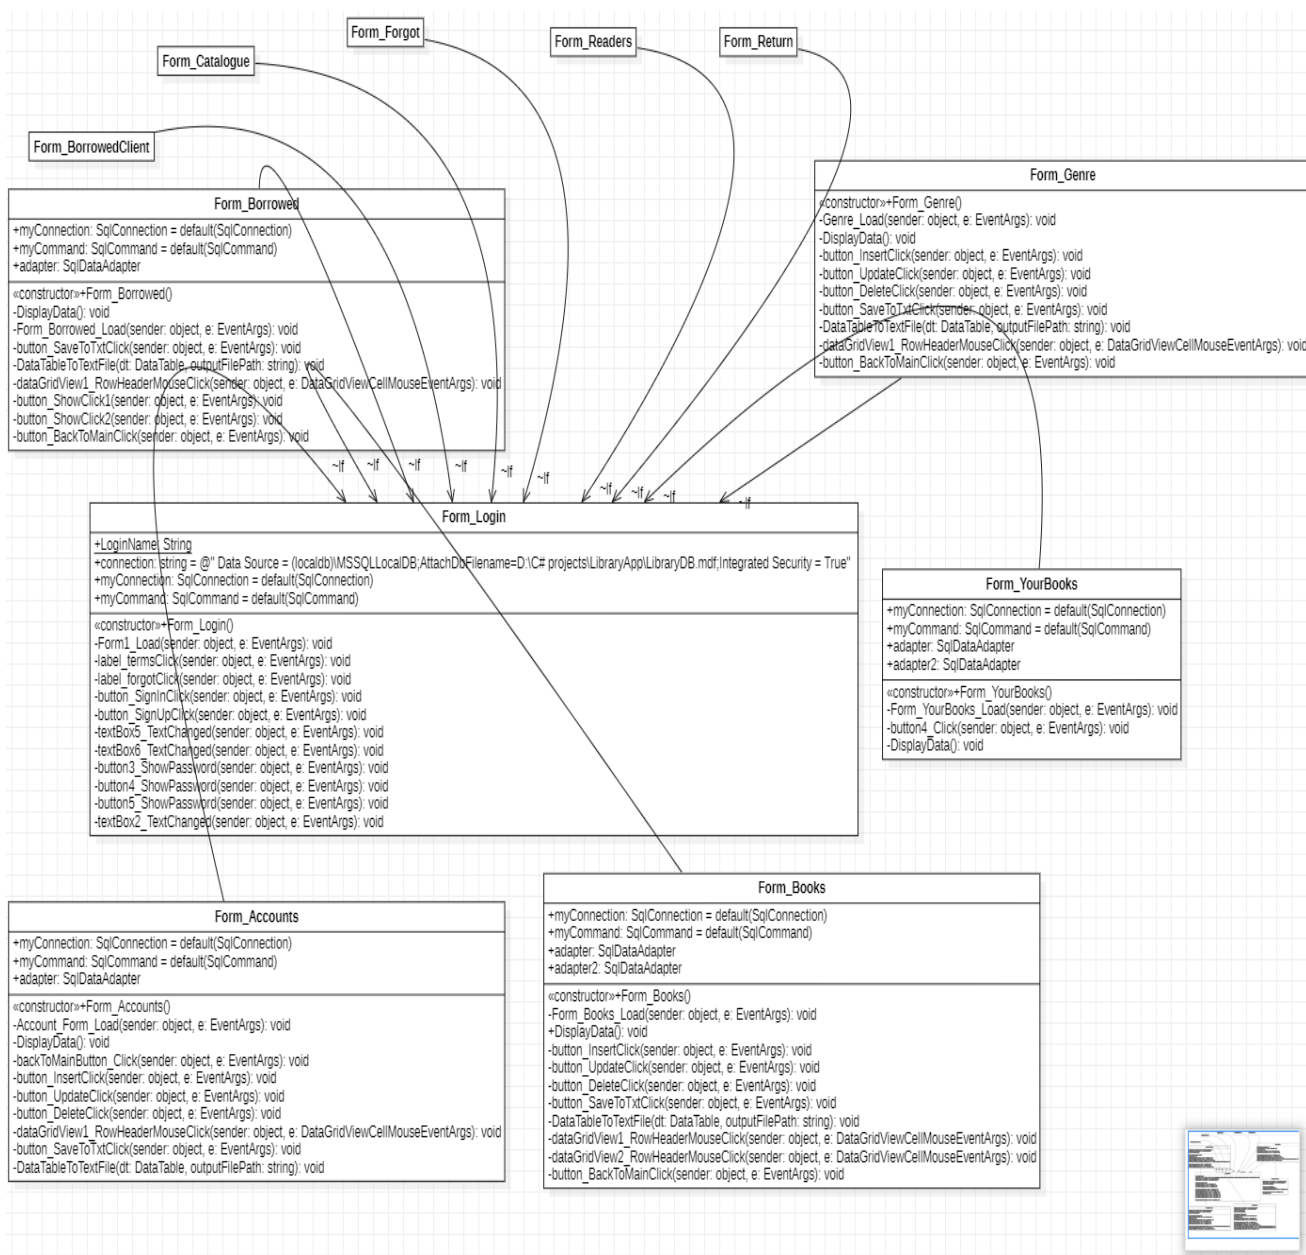 Form_Forgot
Form_Readers
Form_Return
Form_Catalogue
Form_BorrowedClient
Form_Borrowed
+myConnection: SqlConnection = default(SqlConnection)
+myCommand: SqlCommand = default(SqlCommand)
+adapter: SqlDataAdapter
«constructor»+Form_Borrowed()
-DisplayData(): void
-Form_Borrowed_Load(sender: object, e: EventArgs): void
-button_SaveToTxtClick(sender: object, e: EventArgs): void
-DataTableToTextFile(dt: DataTable, outputFilePath: string): void
-dataGridView1_RowHeaderMouseClick(sender: object, e: DataGridViewCellMouseEventArgs): void
-button_ShowClick1(sender: object, e: EventArgs): void
-button_ShowClick2(sender: object, e: EventArgs): void
-button_BackToMainClick(sender: object, e: EventArgs): void
Form_Genre
«constructor»+Form_Genre()
-Genre_Load(sender: object, e: EventArgs): void
-DisplayData(): void
-button_InsertClick(sender: object, e: EventArgs): void
-button_UpdateClick(sender: object, e: EventArgs): void
-button_DeleteClick(sender: object, e: EventArgs): void
-button_SaveToTxtClick(sender: object, e: EventArgs): void
-DataTableToTextFile(dt: DataTable, outputFilePath: string): void
-dataGridView1_RowHeaderMouseClick(sender: object, e: DataGridViewCellMouseEventArgs): void
-button_BackToMainClick(sender: object, e: EventArgs): void
~lf
~lf
~lf
~lf
~lf
~lf
~lf
~lf
~lf
~lf
Form_Login
+LoginName: String
+connection: string = @" Data Source = (localdb)\MSSQLLocalDB;AttachDbFilename=D:\C# projects\LibraryApp\LibraryDB.mdf;Integrated Security = True"
+myConnection: SqlConnection = default(SqlConnection)
+myCommand: SqlCommand = default(SqlCommand)
«constructor»+Form_Login()
-Form1_Load(sender: object, e: EventArgs): void
-label_termsClick(sender: object, e: EventArgs): void
-label_forgotClick(sender: object, e: EventArgs): void
-button_SignInClick(sender: object, e: EventArgs): void
-button_SignUpClick(sender: object, e: EventArgs): void
-textBox5_TextChanged(sender: object, e: EventArgs): void
-textBox6_TextChanged(sender: object, e: EventArgs): void
-button3_ShowPassword(sender: object, e: EventArgs): void
-button4_ShowPassword(sender: object, e: EventArgs): void
-button5_ShowPassword(sender: object, e: EventArgs): void
-textBox2_TextChanged(sender: object, e: EventArgs): void
Form_YourBooks
+myConnection: SqlConnection = default(SqlConnection)
+myCommand: SqlCommand = default(SqlCommand)
+adapter: SqlDataAdapter
+adapter2: SqlDataAdapter
«constructor»+Form_YourBooks()
-Form_YourBooks_Load(sender: object, e: EventArgs): void
-button4_Click(sender: object, e: EventArgs): void
-DisplayData(): void
Form_Accounts
+myConnection: SqlConnection = default(SqlConnection)
+myCommand: SqlCommand = default(SqlCommand)
+adapter: SqlDataAdapter
«constructor»+Form_Accounts()
-Account_Form_Load(sender: object, e: EventArgs): void
-DisplayData(): void
-backToMainButton_Click(sender: object, e: EventArgs): void
-button_InsertClick(sender: object, e: EventArgs): void
-button_UpdateClick(sender: object, e: EventArgs): void
-button_DeleteClick(sender: object, e: EventArgs): void
-dataGridView1_RowHeaderMouseClick(sender: object, e: DataGridViewCellMouseEventArgs): void
-button_SaveToTxtClick(sender: object, e: EventArgs): void
-DataTableToTextFile(dt: DataTable, outputFilePath: string): void
Form_Books
+myConnection: SqlConnection = default(SqlConnection)
+myCommand: SqlCommand = default(SqlCommand)
+adapter: SqlDataAdapter
+adapter2: SqlDataAdapter
«constructor»+Form_Books()
-Form_Books_Load(sender: object, e: EventArgs): void
+DisplayData(): void
-button_InsertClick(sender: object, e: EventArgs): void
-button_UpdateClick(sender: object, e: EventArgs): void
-button_DeleteClick(sender: object, e: EventArgs): void
-button_SaveToTxtClick(sender: object, e: EventArgs): void
-DataTableToTextFile(dt: DataTable, outputFilePath: string): void
-dataGridView1_RowHeaderMouseClick(sender: object, e: DataGridViewCellMouseEventArgs): void
-dataGridView2_RowHeaderMouseClick(sender: object, e: DataGridViewCellMouseEventArgs): void
-button_BackToMainClick(sender: object, e: EventArgs): void